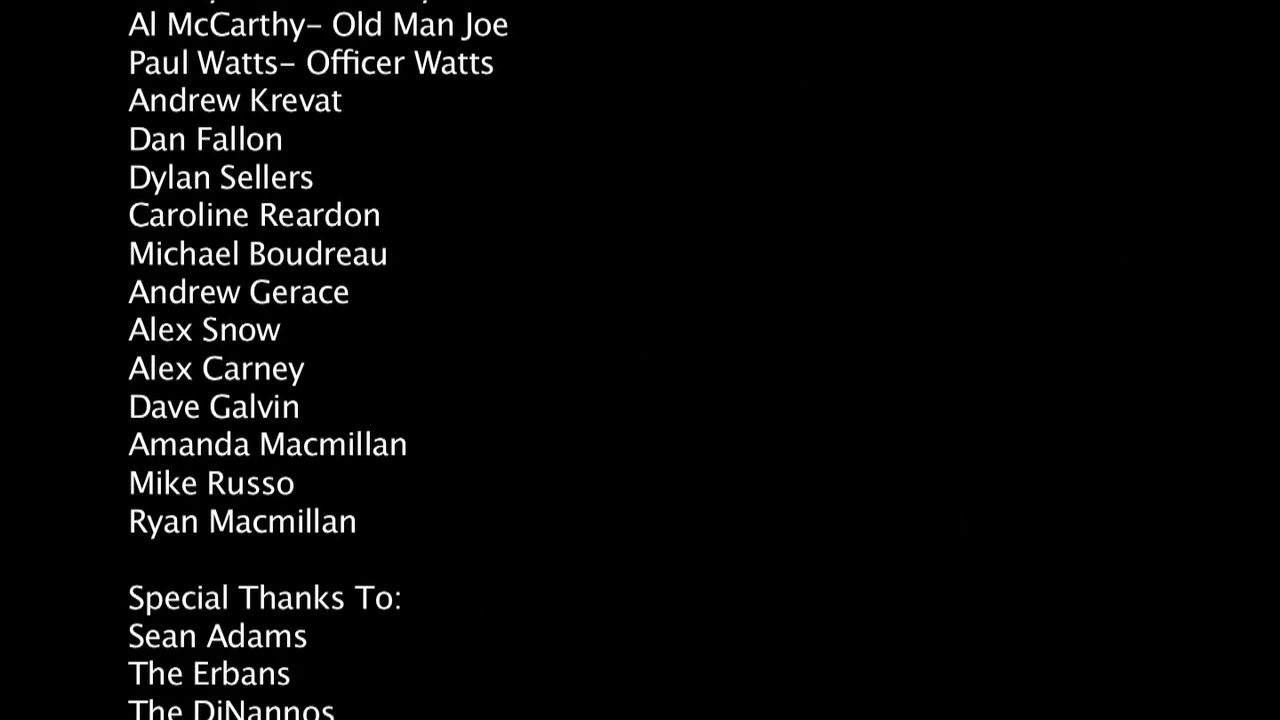 Al McCarthy- Old Man Joe
Paul Watts- Officer Watts
Andrew Krevat
Dan Fallon
Dylan Sellers
Caroline Reardon
Michael Boudreau
Andrew Gerace
Alex Snow
Alex Carney
Dave Galvin
Amanda Macmillan
Mike Russo
Ryan Macmillan
Special Thanks To:
Sean Adams
The Erbans
The DiNannos